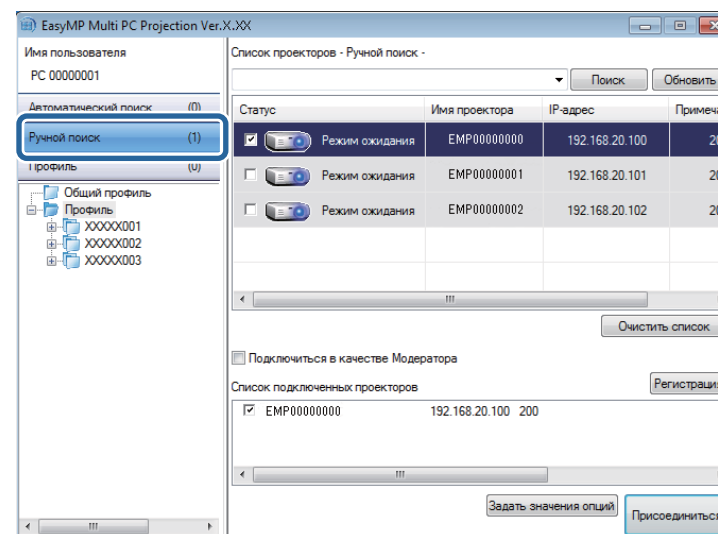 EasyMP Multi PC Projection Ver.X.XX
Имя пользователя
PC 00000001
Автоматический поиск (0)
Ручной поиск (1)
Профиль (0)
Общий профиль
Профиль
XXXXX001
XXXXX002
XXXXX003
Список проекторов - Ручной поиск -
Поиск Обновить
Статус Имя проектора IP-адрес Примеча
Режим ожидания EMP00000000 192.168.20.100 20
Режим ожидания EMP00000001 192.168.20.101 20
Режим ожидания EMP00000002 192.168.20.102 20
Очистить список
Подключиться в качестве Модератора
Список подключенных проекторов Регистраци
EMP00000000 192.168.20.100 200
Задать значения опций Присоединиться